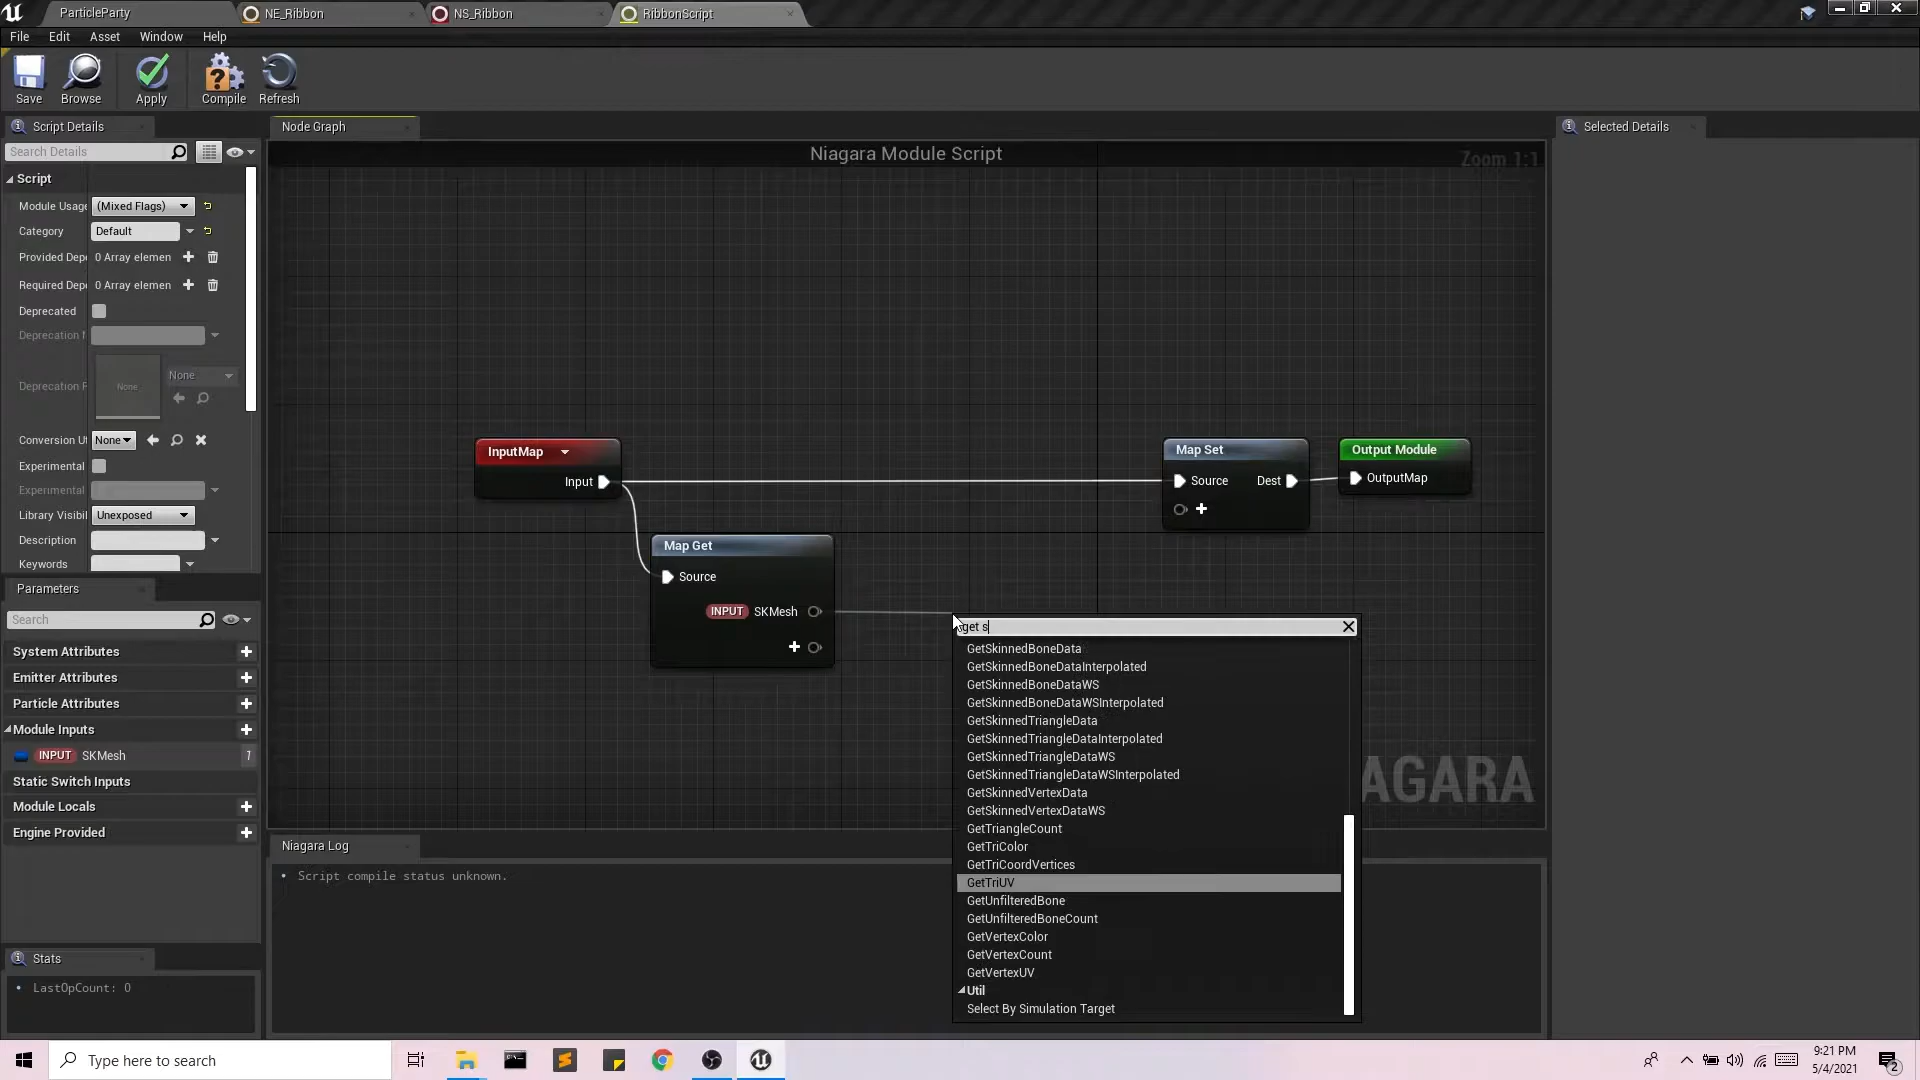 ParticleParty
NE_Ribbon
NS_Ribbon
RibbonScript
File Edit Asset Window Help
Save Browse Apply Compile Refresh
Script Details
Search Details
Script
Module Usage (Mixed Flags)
Category Default
Provided Depe 0 Array elemen
Required Depe 0 Array elemen
Deprecated
None
None
Conversion Ut None
Experimental
Experimental
Library Visibil Unexposed
Description
Keywords
Parameters
Search
System Attributes
Emitter Attributes
Particle Attributes
Module Inputs
INPUT SKMesh 1
Static Switch Inputs
Module Locals
Engine Provided
Stats
• LastOpCount: 0
Node Graph
Niagara Module Script
Zoom 1:1
InputMap
Input
Map Get
Source
INPUT SKMesh
Map Set
Source Dest
Output Module
OutputMap
get s
GetSkinnedBoneData
GetSkinnedBoneDataInterpolated
GetSkinnedBoneDataWS
GetSkinnedBoneDataWSInterpolated
GetSkinnedTriangleData
GetSkinnedTriangleDataInterpolated
GetSkinnedTriangleDataWS
GetSkinnedTriangleDataWSInterpolated
GetSkinnedVertexData
GetSkinnedVertexDataWS
GetTriangleCount
GetTriColor
GetTriCoordVertices
GetTriUV
GetUnfilteredBone
GetUnfilteredBoneCount
GetVertexColor
GetVertexCount
GetVertexUV
Util
Select By Simulation Target
AGARA
Niagara Log
• Script compile status unknown.
Selected Details
Type here to search
9:21 PM
5/4/2021
2